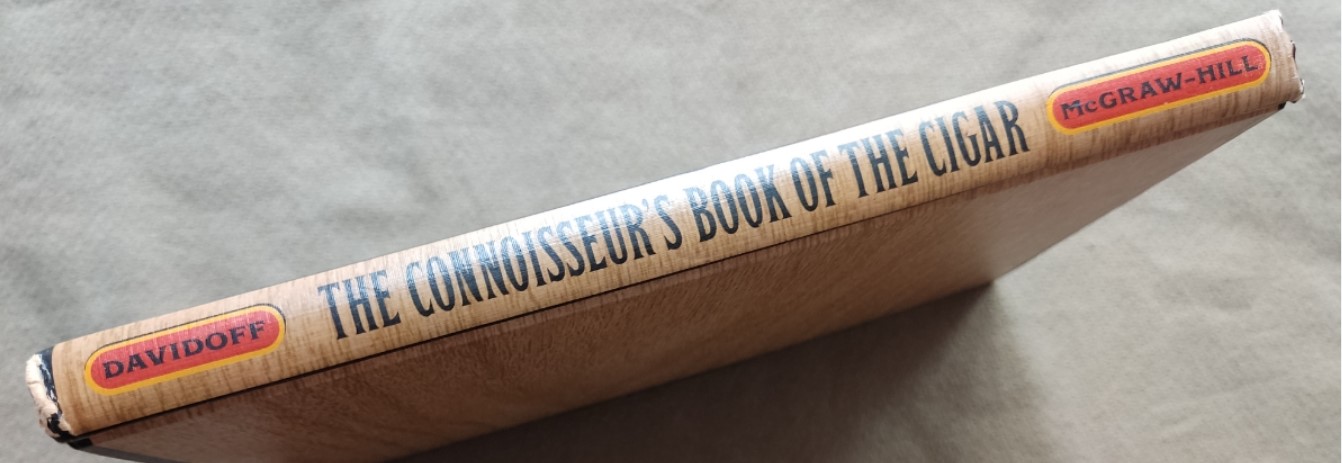 DAVIDOFF
THE CONNOISSEUR'S BOOK OF THE CIGAR
McGRAW-HILL